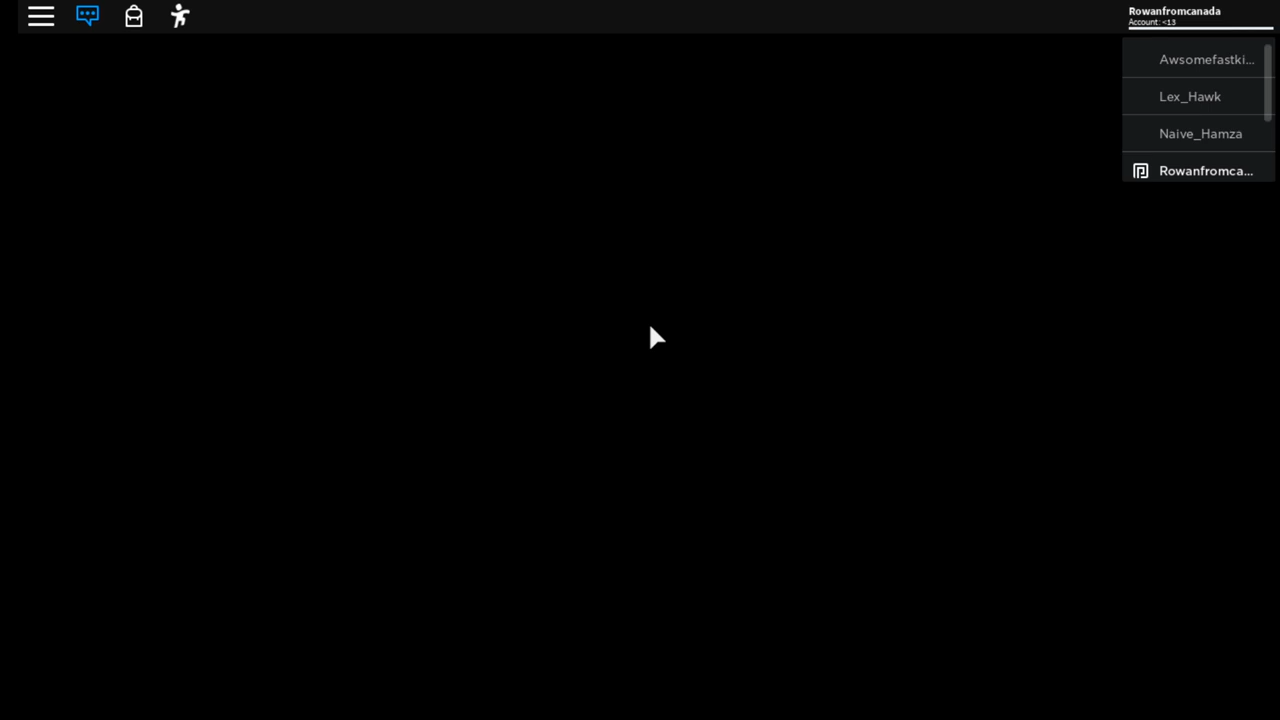 Rowanfromcanada
Account: <13
Awsomefastki...
Lex_Hawk
Naive_Hamza
Rowanfromca...